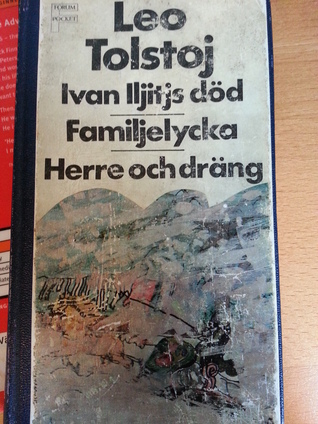 FORUM
POCKET
Leo
Tolstoj
Ivan Iljitjs död
Familjelycka
Herre och dräng